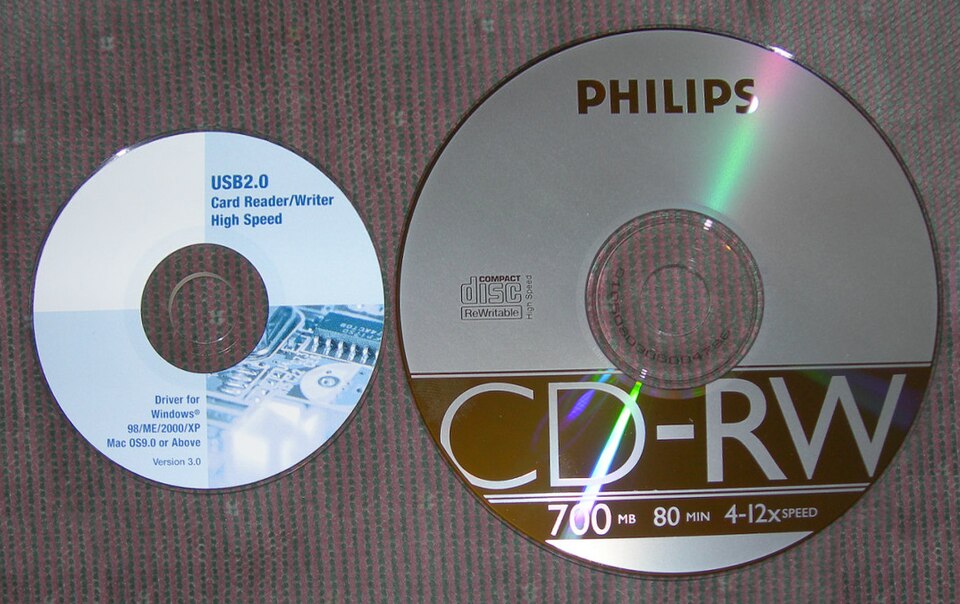 USB2.0
Card Reader/Writer
High Speed
Driver for
Windows®
98/ME/2000/XP
Mac OS9.0 or Above
Version 3.0
PHILIPS
COMPACT
disc
ReWritable
High Speed
CD-RW
700 MB 80 MIN 4-12x SPEED